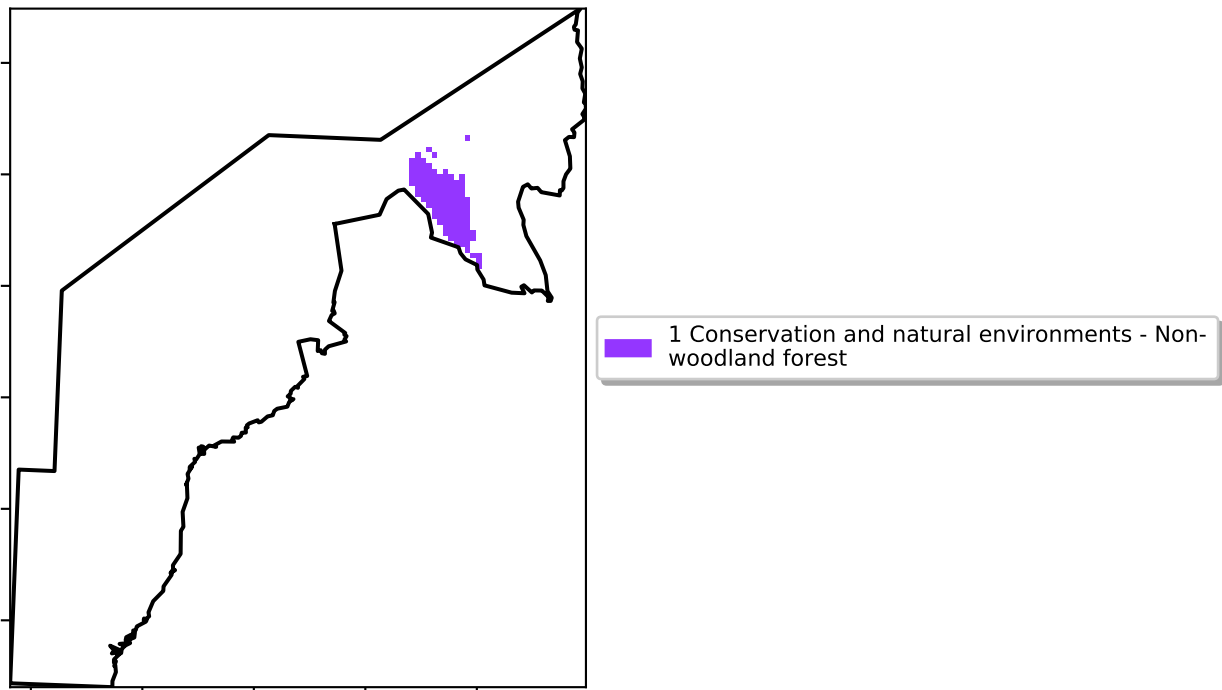 1 Conservation and natural environments - Non-
woodland forest